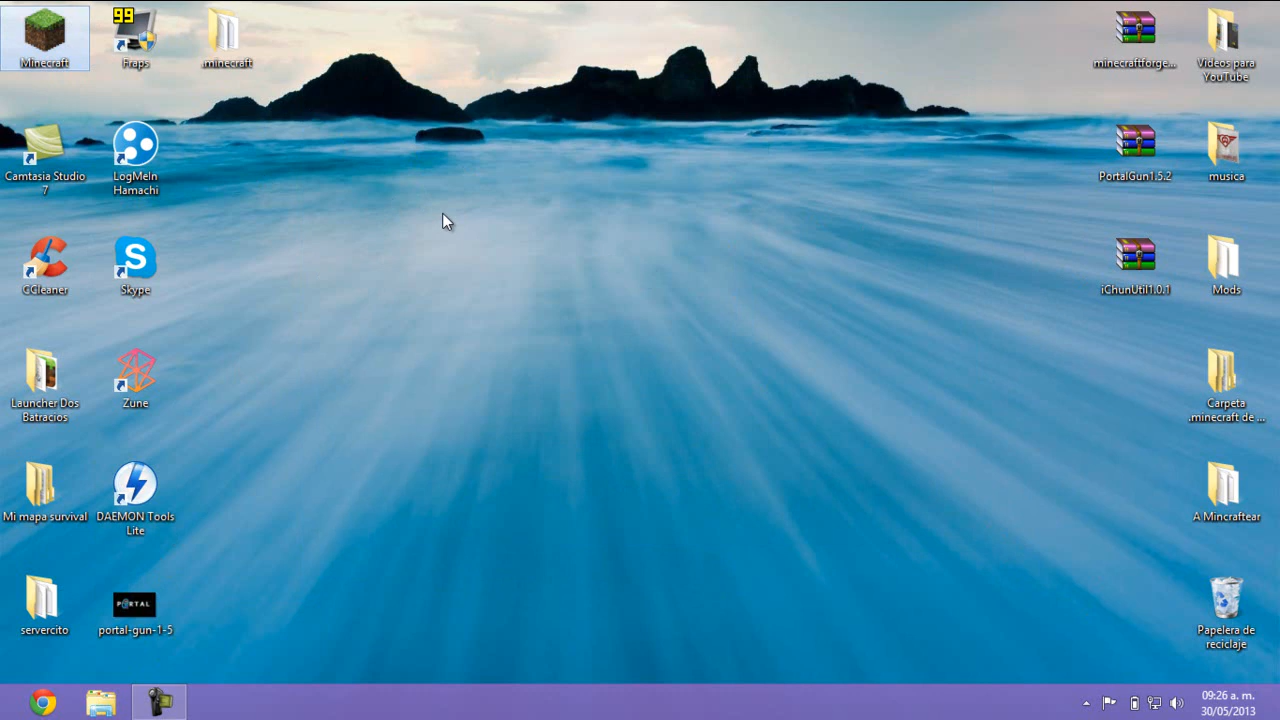 99
Minecraft
Fraps
.minecraft
minecraftforge...
Videos para
YouTube
Camtasia Studio
7
LogMeIn
Hamachi
PortalGun1.5.2
musica
CCleaner
S
Skype
iChunUtil1.0.1
Mods
Launcher Dos
Batracios
Zune
Carpeta
.minecraft de ...
Mi mapa survival
DAEMON Tools
Lite
A Mincraftear
servercito
PORTAL
portal-gun-1-5
Papelera de
reciclaje
09:26 a. m.
30/05/2013